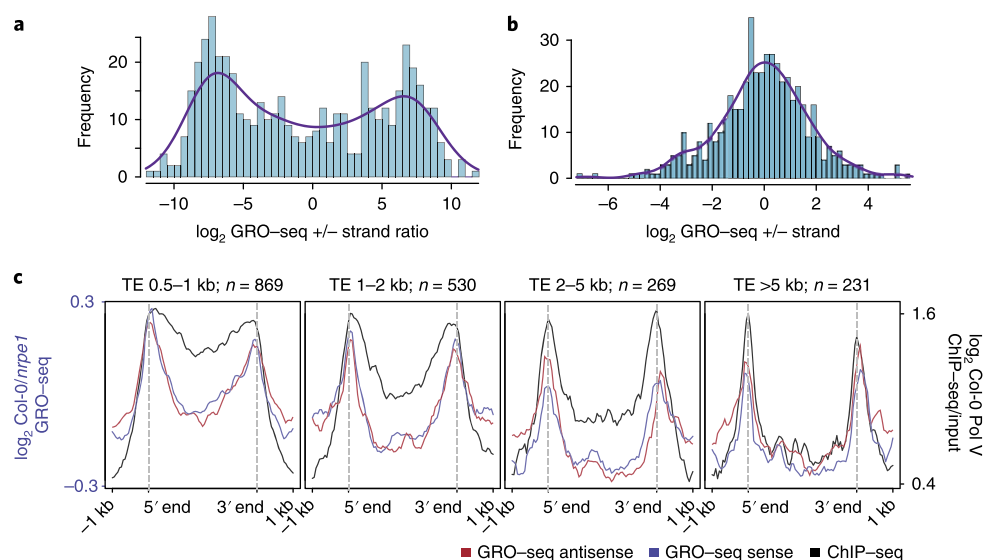 a
Frequency
20
10
0
−10 −5 0 5 10
log2 GRO–seq +/– strand ratio
b
Frequency
30
20
10
0
−6 −4 −2 0 2 4
log2 GRO–seq +/– strand
c
TE 0.5–1 kb; n = 869
TE 1–2 kb; n = 530
TE 2–5 kb; n = 269
TE >5 kb; n = 231
0.3
−0.3
log2 Col-0/nrpe1
GRO–seq
1.6
0.4
log2 Col-0 Pol V
ChIP–seq/input
−1 kb 5′ end 3′ end 1 kb
−1 kb 5′ end 3′ end 1 kb
−1 kb 5′ end 3′ end 1 kb
−1 kb 5′ end 3′ end 1 kb
GRO–seq antisense GRO–seq sense ChIP–seq